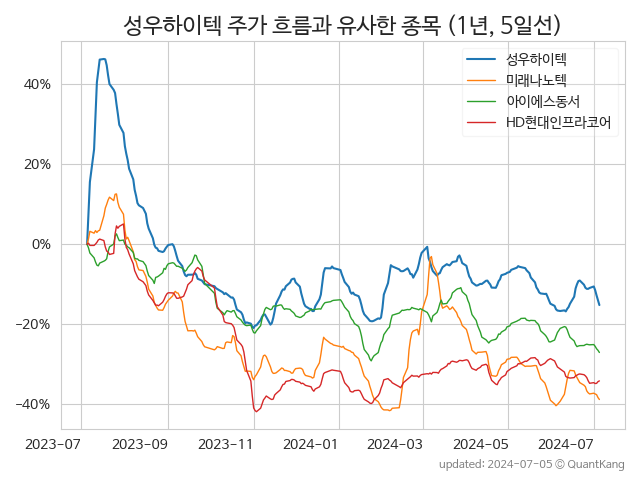 성우하이텍 주가 흐름과 유사한 종목 (1년, 5일선)
성우하이텍
미래나노텍
아이에스동서
HD현대인프라코어
40%
20%
0%
−20%
−40%
2023-07 2023-09 2023-11 2024-01 2024-03 2024-05 2024-07
updated: 2024-07-05 © QuantKang